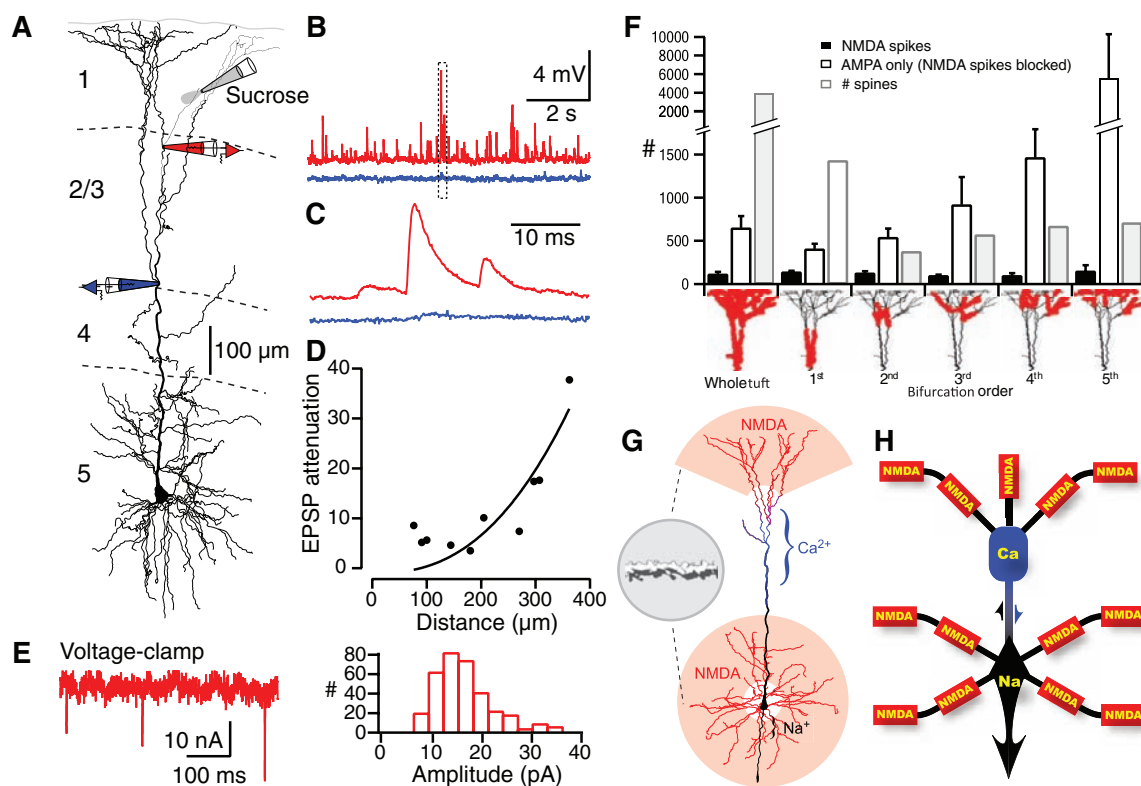 A
1
Sucrose
2/3
4
100 µm
5
B
4 mV
2 s
C
10 ms
D
EPSP attenuation
40
30
20
10
0
0 100 200 300 400
Distance (µm)
E
Voltage-clamp
10 nA
100 ms
#
80
60
40
20
0
0 10 20 30 40
Amplitude (pA)
F
NMDA spikes
AMPA only (NMDA spikes blocked)
# spines
#
10000
8000
6000
4000
2000
1500
1000
500
0
Whole tuft 1st 2nd 3rd 4th 5th
Bifurcation order
G
NMDA
Ca2+
NMDA
Na+
H
NMDA
NMDA
NMDA
NMDA
NMDA
Ca
NMDA
NMDA
NMDA
NMDA
Na
NMDA
NMDA
NMDA
NMDA